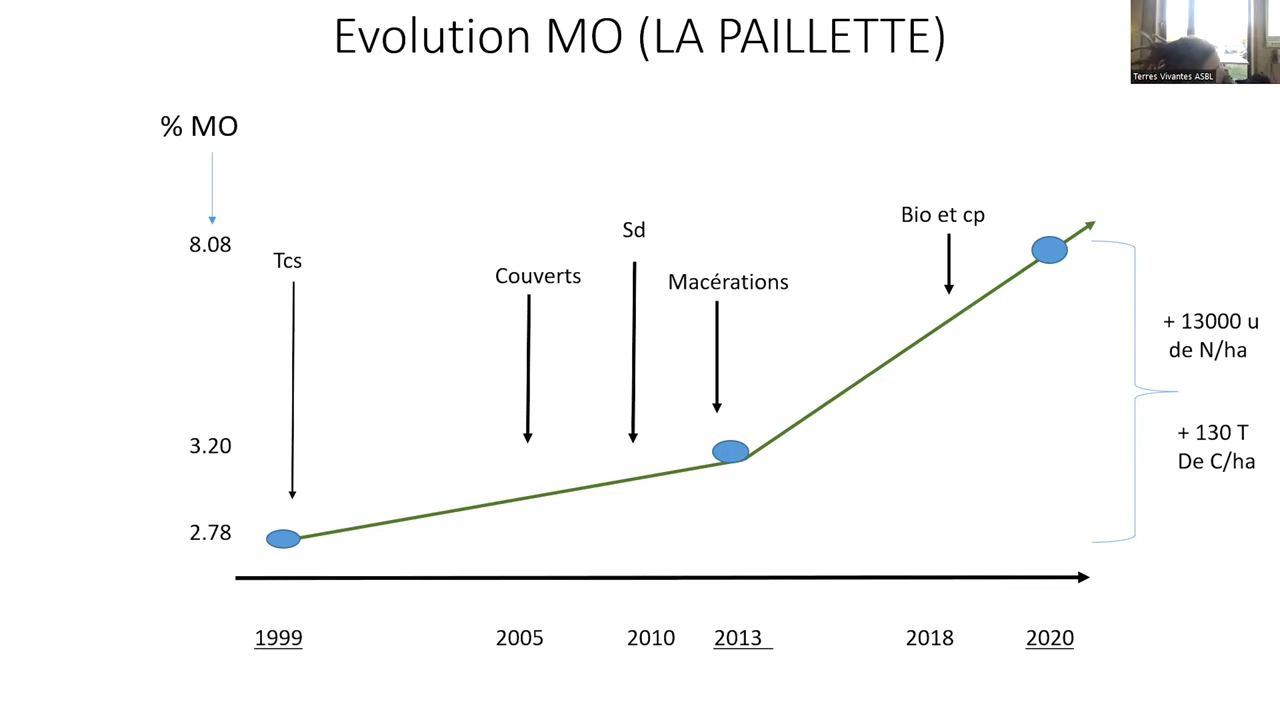 Evolution MO (LA PAILLETTE)
Terres Vivantes ASBL
% MO
8.08
3.20
2.78
Tcs
Couverts
Sd
Macérations
Bio et cp
+ 13000 u
de N/ha
+ 130 T
De C/ha
1999
2005
2010
2013
2018
2020